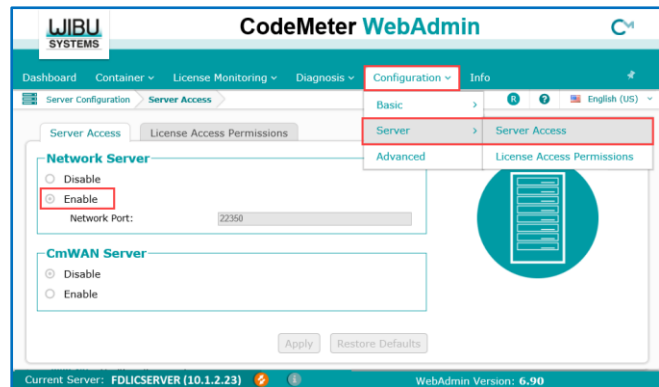 WIBU
SYSTEMS
CodeMeter WebAdmin
Dashboard Container License Monitoring Diagnosis Configuration Info
Server Configuration Server Access
R ? English (US)
Basic
Server
Advanced
Server Access
License Access Permissions
Server Access License Access Permissions
Network Server
Disable
Enable
Network Port: 22350
CmWAN Server
Disable
Enable
Apply Restore Defaults
Current Server: FDLICSERVER (10.1.2.23) WebAdmin Version: 6.90